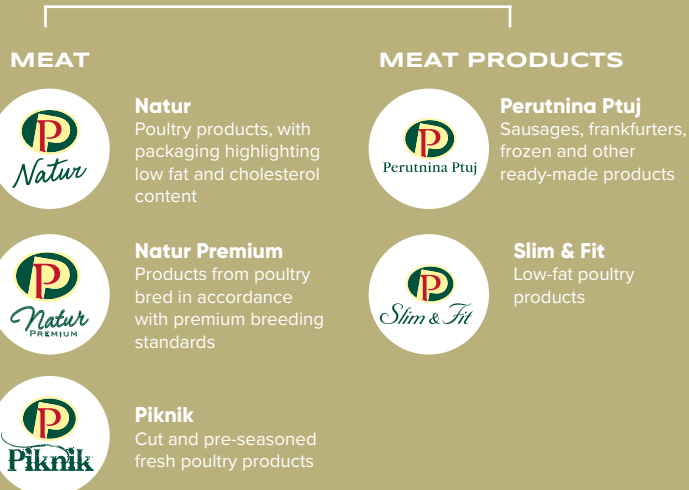 MEAT
P
Natur
Natur
Poultry products, with
packaging highlighting
low fat and cholesterol
content
P
Natur
PREMIUM
Natur Premium
Products from poultry
bred in accordance
with premium breeding
standards
P
Piknik
Piknik
Cut and pre-seasoned
fresh poultry products
MEAT PRODUCTS
P
Perutnina Ptuj
Perutnina Ptuj
Sausages, frankfurters,
frozen and other
ready-made products
P
Slim & Fit
Slim & Fit
Low-fat poultry
products